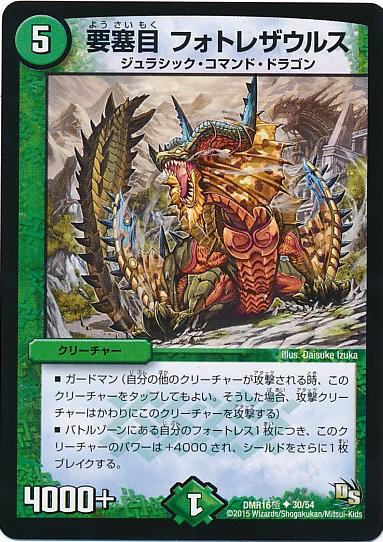 5
ようさいもく
要塞目 フォトレザウルス
ジュラシック・コマンド・ドラゴン
クリーチャー
illus. Daisuke Izuka
■ ガードマン (自分の他のクリーチャーが攻撃される時、この
クリーチャーをタップしてもよい。そうした場合、攻撃クリー
チャーはかわりにこのクリーチャーを攻撃する)
■ バトルゾーンにある自分のフォートレス1枚につき、このク
リーチャーのパワーは+4000され、シールドをさらに1枚
ブレイクする。
4000+
1
DMR16極 ♦ 30/54
©2015 Wizards/Shogakukan/Mitsui-Kids
DS